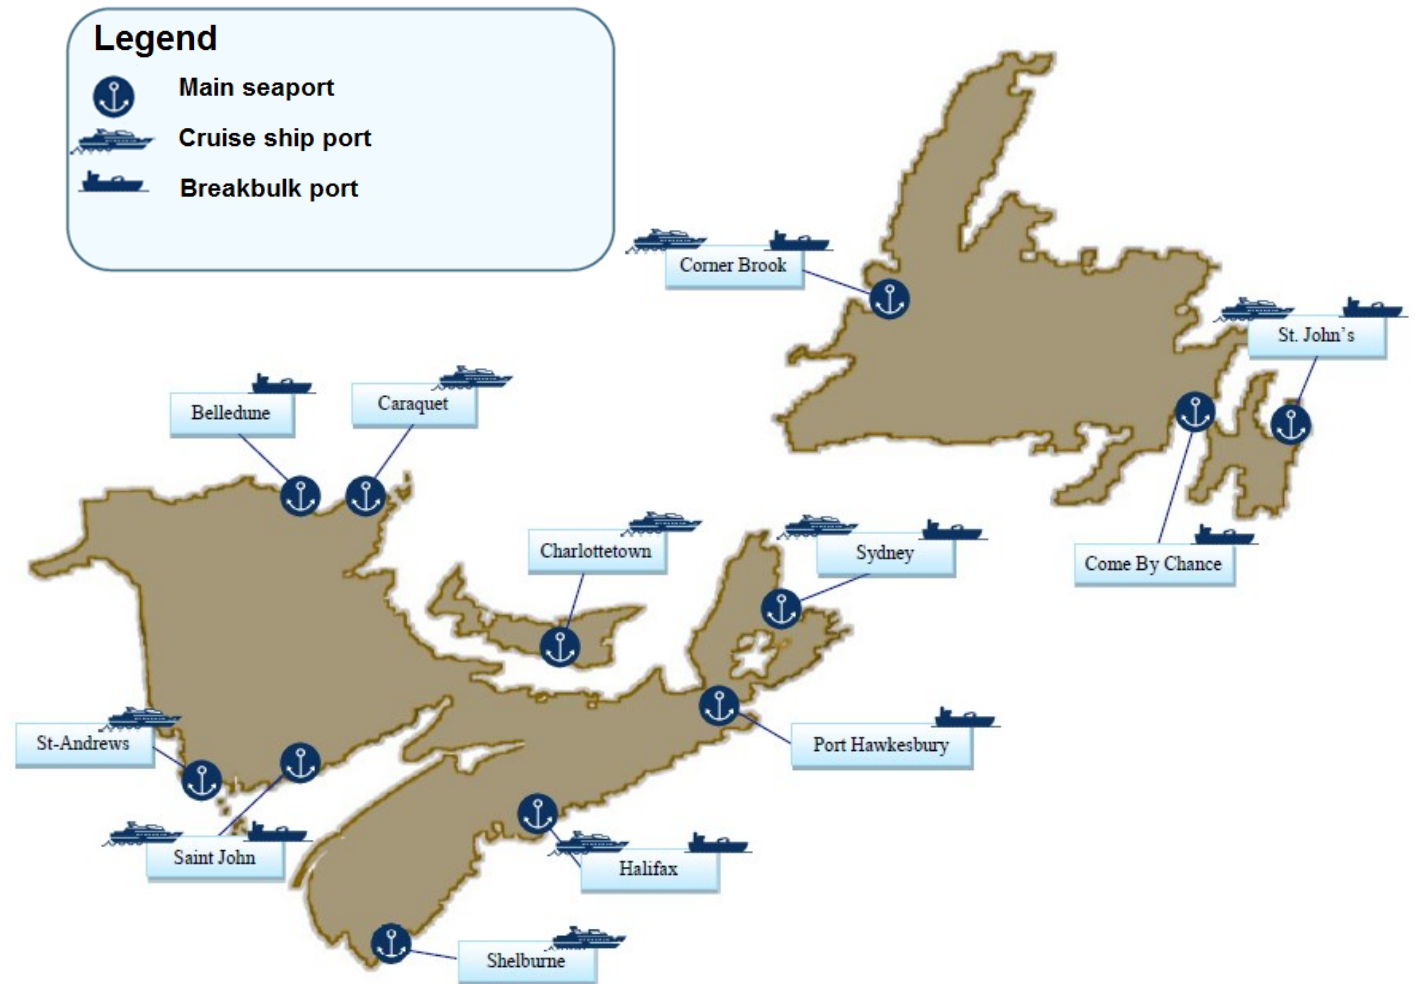 Legend
Main seaport
Cruise ship port
Breakbulk port
Corner Brook
St. John's
Belledune
Caraquet
Charlottetown
Sydney
Come By Chance
St-Andrews
Port Hawkesbury
Saint John
Halifax
Shelburne